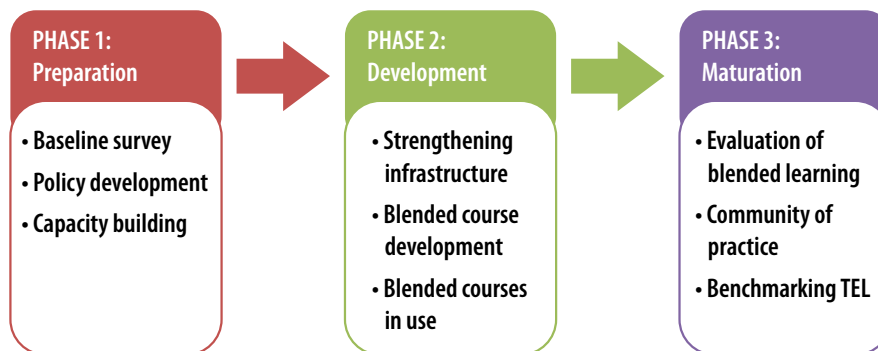 PHASE 1:
Preparation
• Baseline survey
• Policy development
• Capacity building
PHASE 2:
Development
• Strengthening
infrastructure
• Blended course
development
• Blended courses
in use
PHASE 3:
Maturation
• Evaluation of
blended learning
• Community of
practice
• Benchmarking TEL